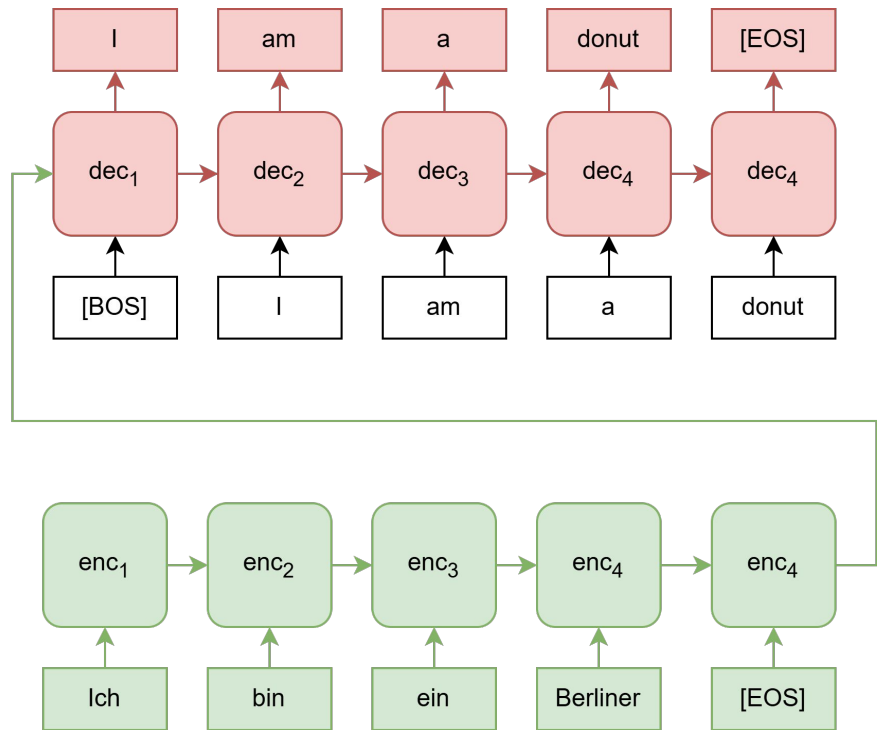 I am a donut [EOS]
dec₁ dec₂ dec₃ dec₄ dec₄
[BOS] I am a donut
enc₁ enc₂ enc₃ enc₄ enc₄
Ich bin ein Berliner [EOS]